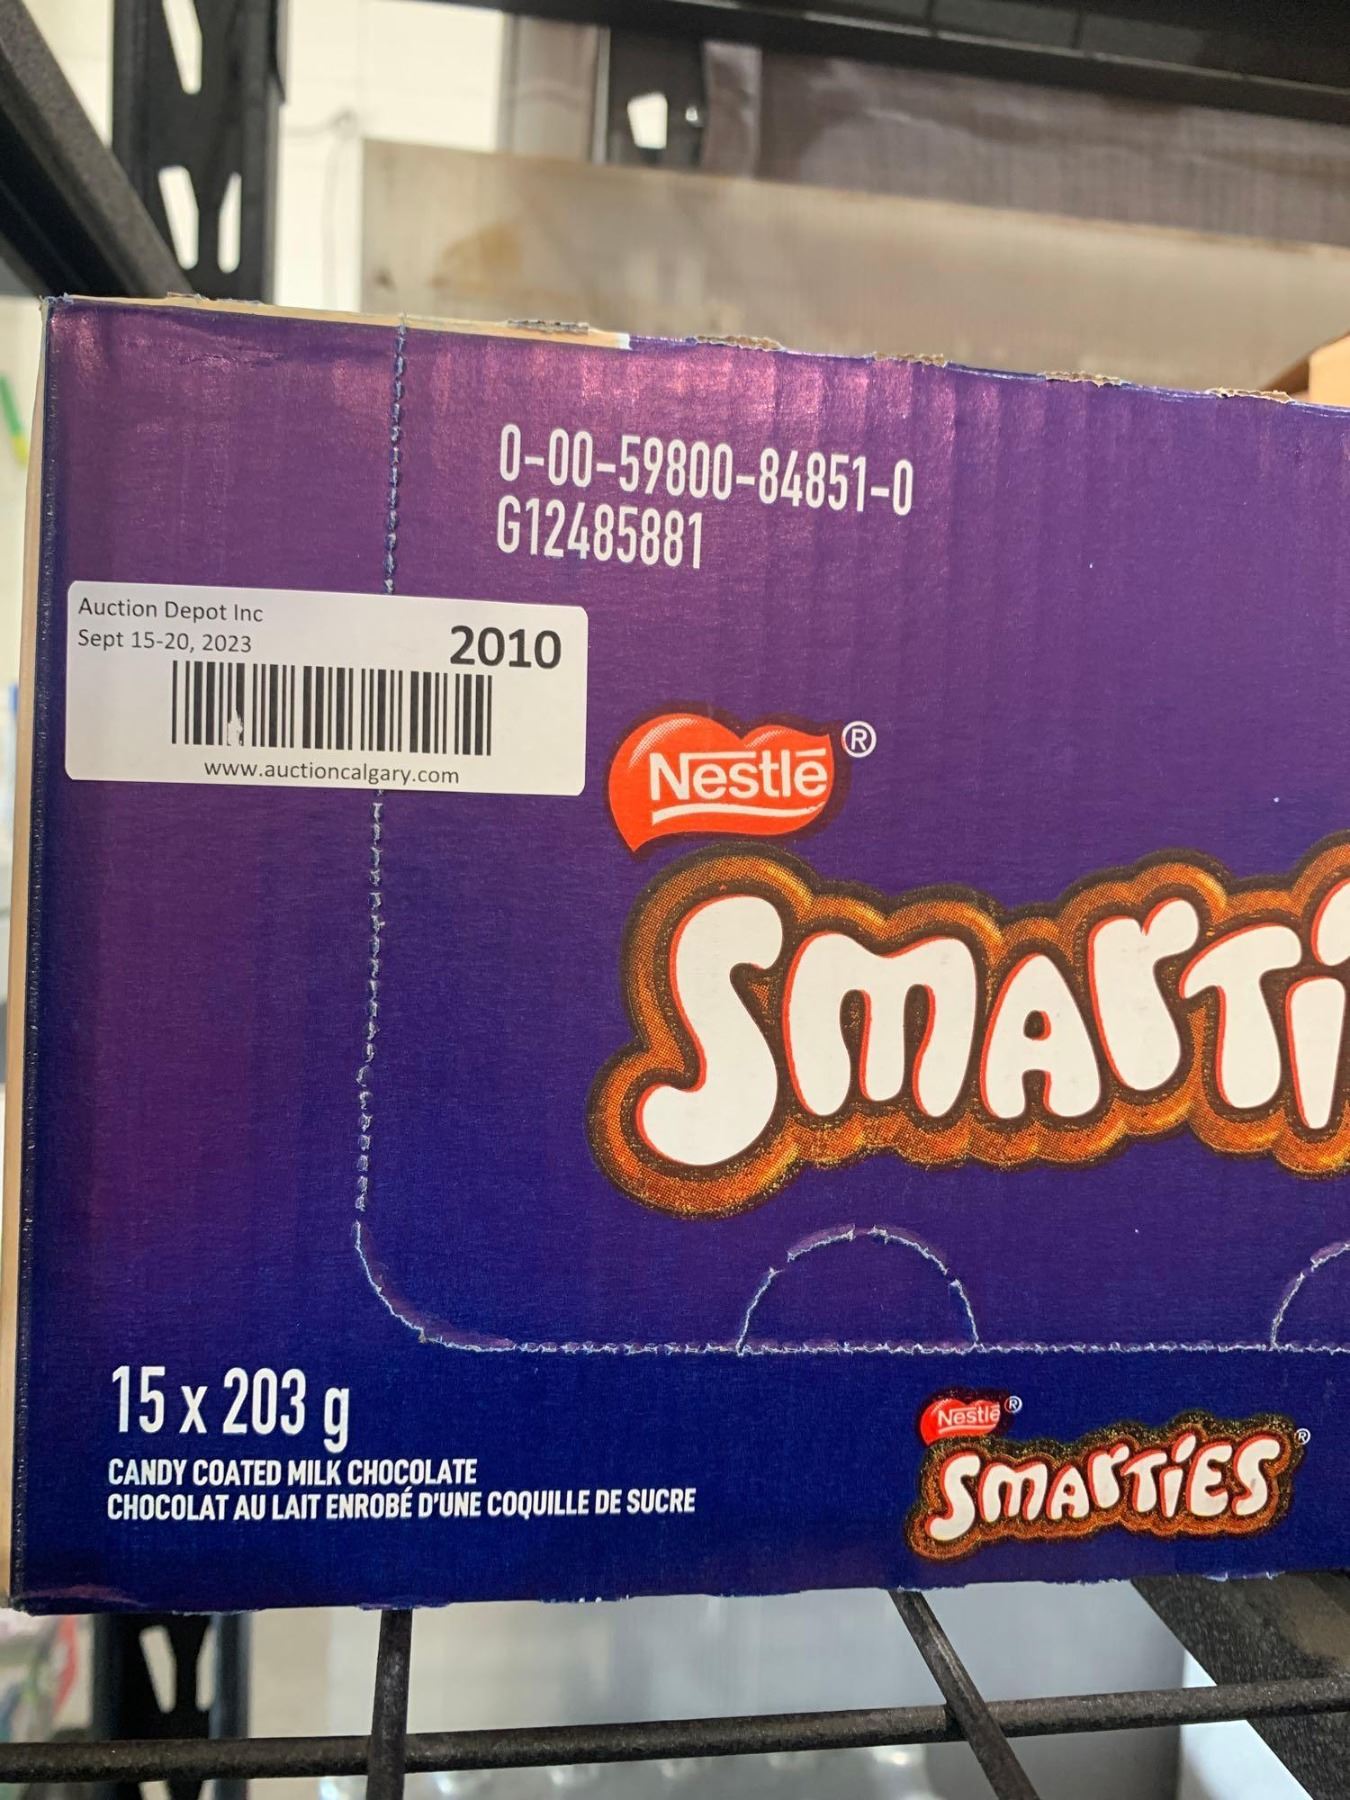 0-00-59800-84851-0
G12485881
Auction Depot Inc
Sept 15-20, 2023
2010
www.auctioncalgary.com
Nestlé ®
SMARTI
15 x 203 g
CANDY COATED MILK CHOCOLATE
CHOCOLAT AU LAIT ENROBÉ D'UNE COQUILLE DE SUCRE
Nestlé ®
SMARTIES ®